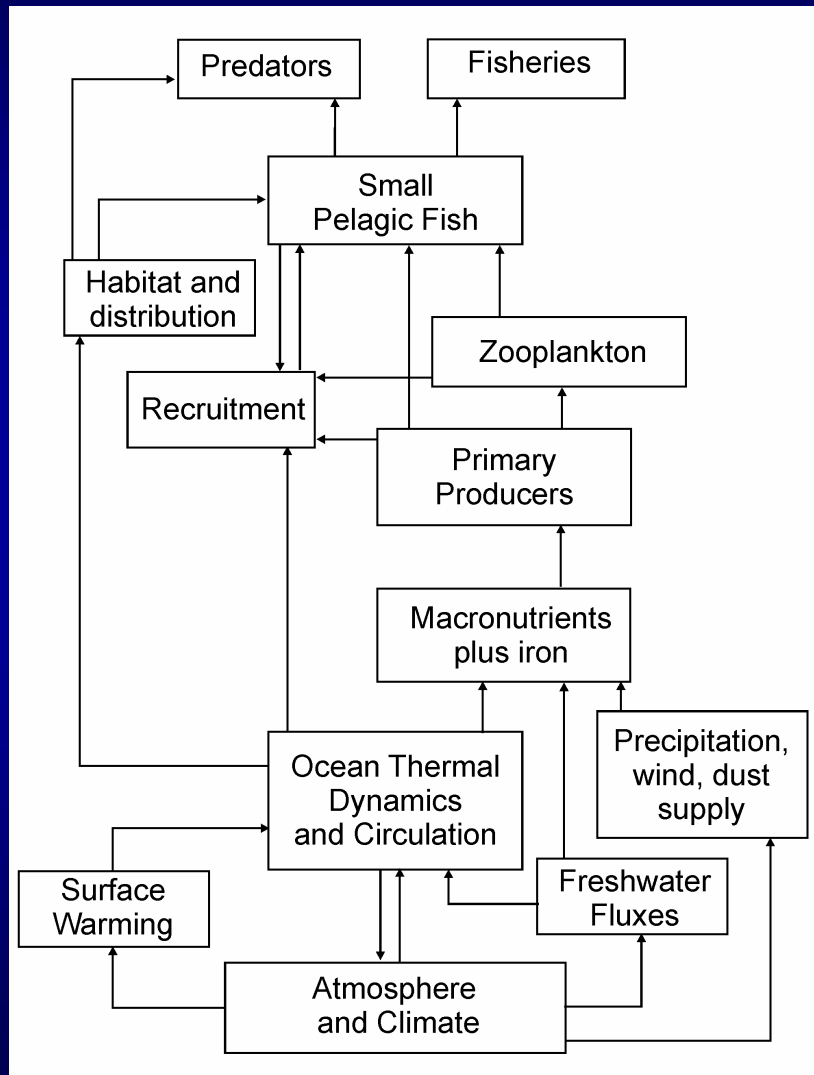 Predators
Fisheries
Small
Pelagic Fish
Habitat and
distribution
Zooplankton
Recruitment
Primary
Producers
Macronutrients
plus iron
Precipitation,
wind, dust
supply
Ocean Thermal
Dynamics
and Circulation
Surface
Warming
Freshwater
Fluxes
Atmosphere
and Climate